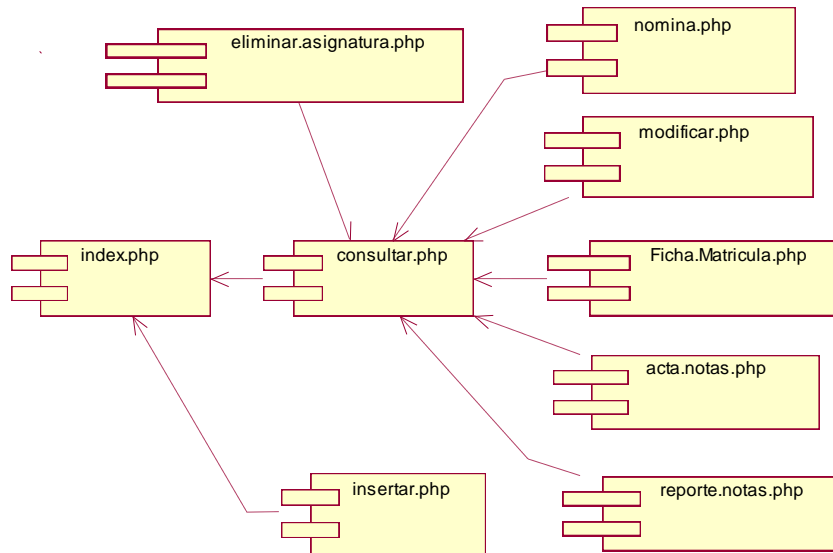 nomina.php
eliminar.asignatura.php
modificar.php
index.php
consultar.php
Ficha.Matricula.php
acta.notas.php
insertar.php
reporte.notas.php